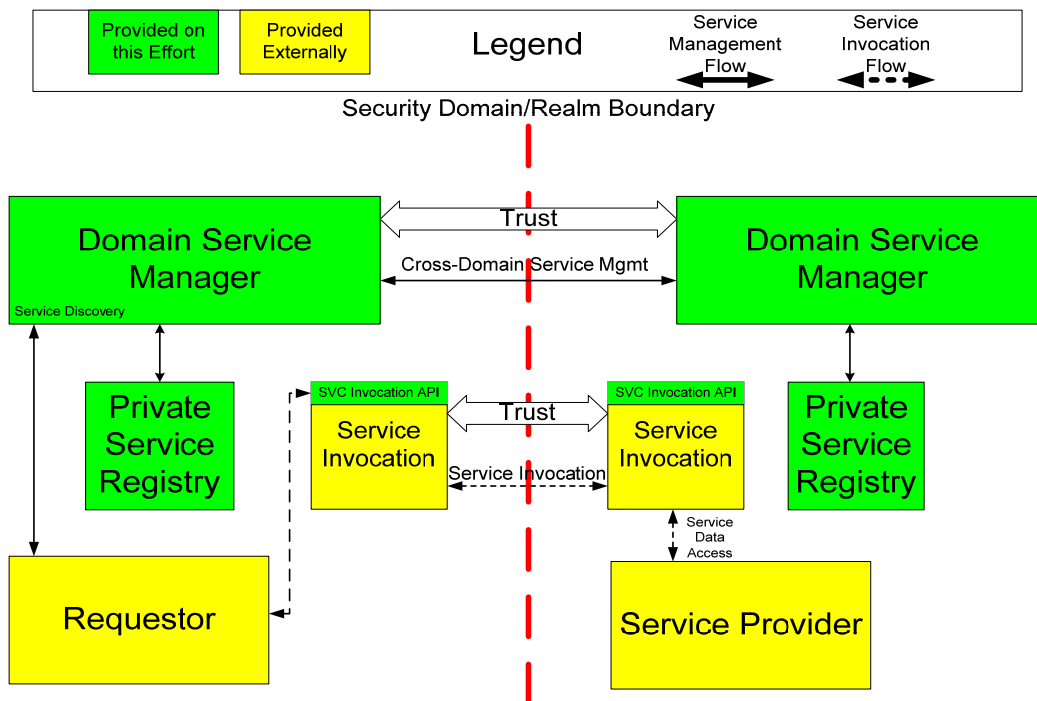 Provided on
this Effort
Provided
Externally
Legend
Service
Management
Flow
Service
Invocation
Flow
Security Domain/Realm Boundary
Domain Service
Manager
Service Discovery
Trust
Cross-Domain Service Mgmt
Domain Service
Manager
Private
Service
Registry
SVC Invocation API
Service
Invocation
Trust
Service Invocation
SVC Invocation API
Service
Invocation
Private
Service
Registry
Service
Data
Access
Requestor
Service Provider